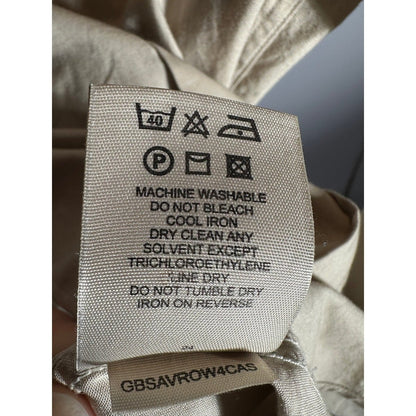 40
P
MACHINE WASHABLE
DO NOT BLEACH
COOL IRON
DRY CLEAN ANY
SOLVENT EXCEPT
TRICHLOROETHYLENE
LINE DRY
DO NOT TUMBLE DRY
IRON ON REVERSE
GBSAVROW4CAS